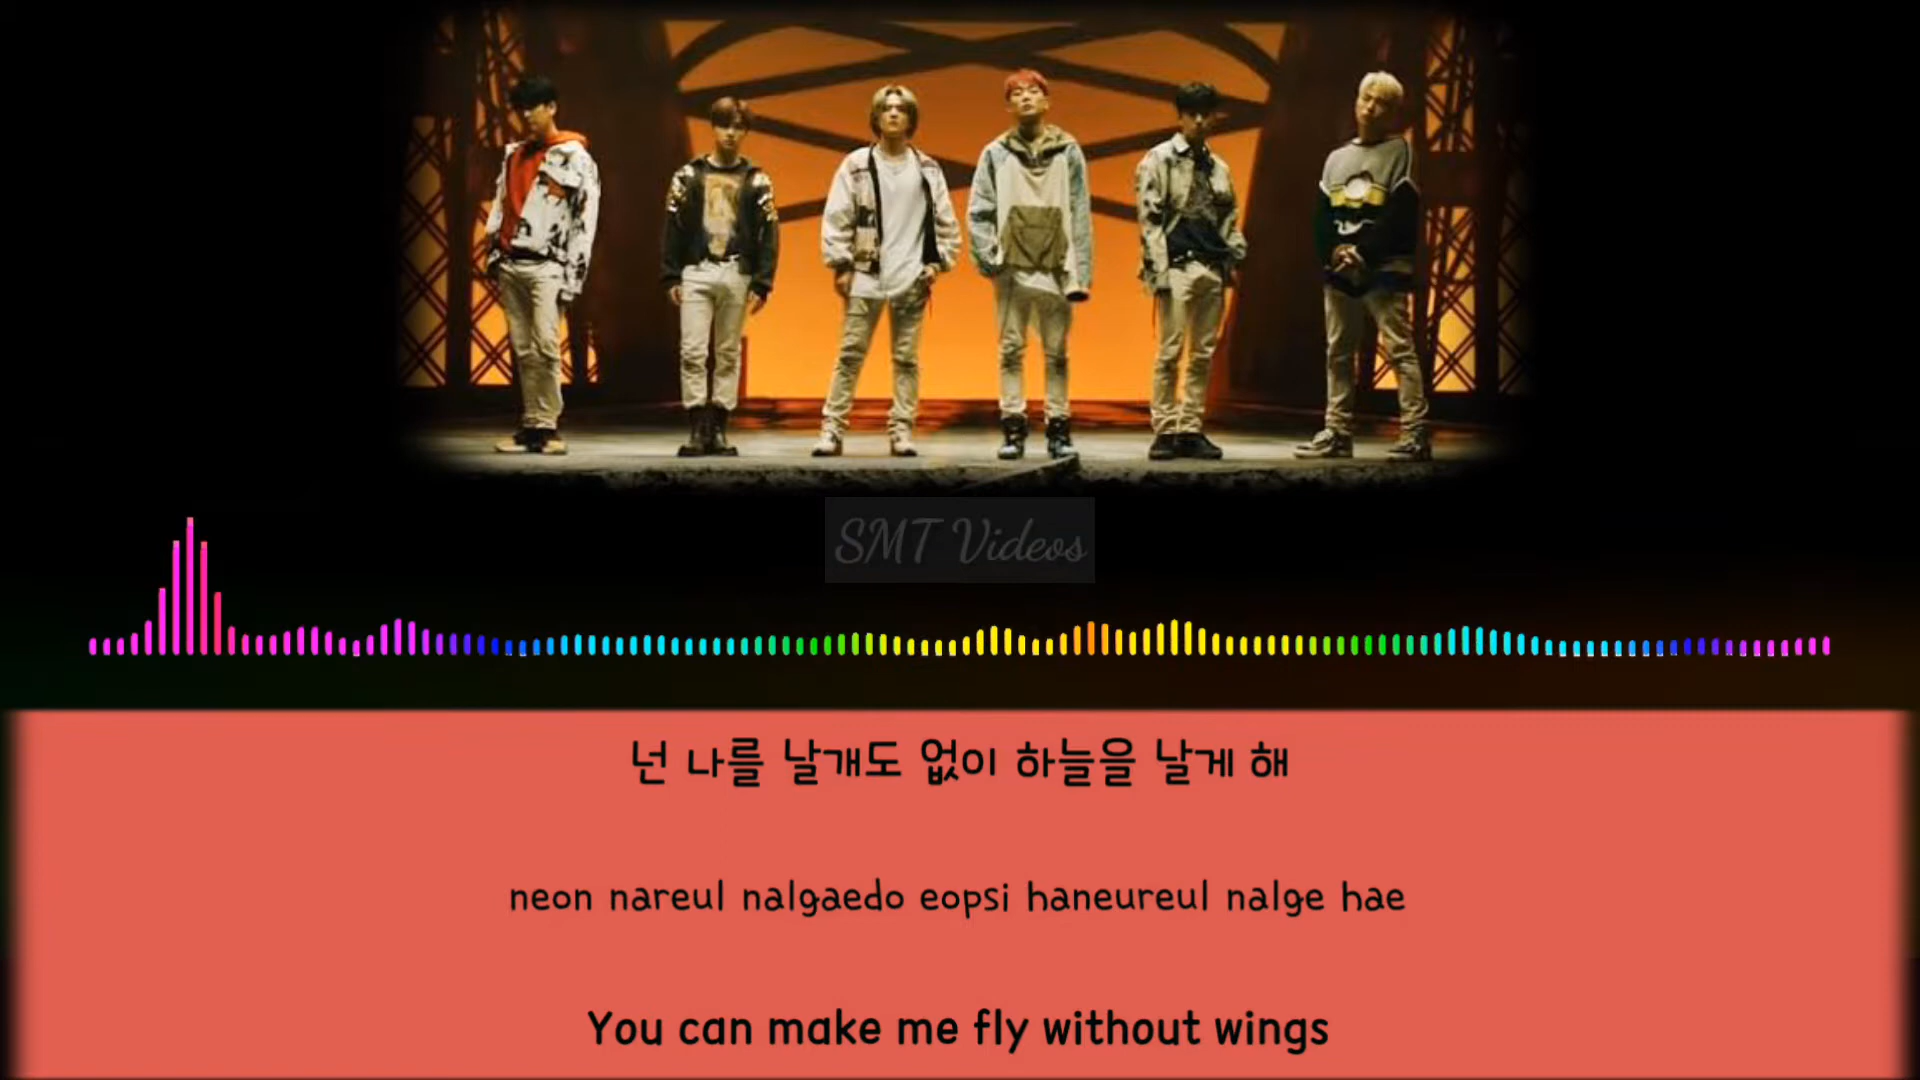 SMT Videos
넌 나를 날개도 없이 하늘을 날게 해
neon nareul nalgaedo eopsi haneureul nalge hae
You can make me fly without wings